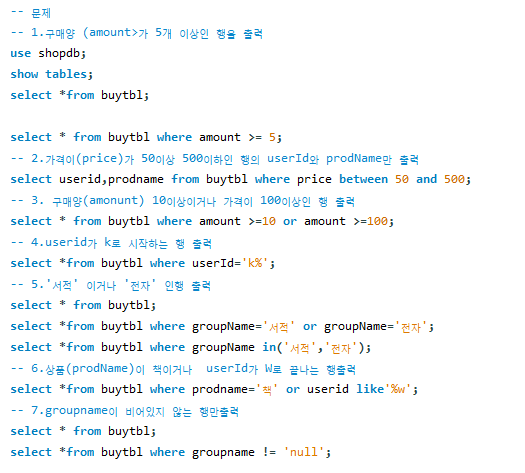 -- 문제
-- 1.구매양 (amount>가 5개 이상인 행을 출력
use shopdb;
show tables;
select *from buytbl;
select * from buytbl where amount >= 5;
-- 2.가격이(price)가 50이상 500이하인 행의 userId와 prodName만 출력
select userid,prodname from buytbl where price between 50 and 500;
-- 3. 구매양(amonunt) 10이상이거나 가격이 100이상인 행 출력
select * from buytbl where amount >=10 or amount >=100;
-- 4.userid가 k로 시작하는 행 출력
select *from buytbl where userId='k%';
-- 5.'서적' 이거나 '전자' 인행 출력
select * from buytbl;
select *from buytbl where groupName='서적' or groupName='전자';
select *from buytbl where groupName in('서적','전자');
-- 6.상품(prodName)이 책이거나  userId가 W로 끝나는 행출력
select *from buytbl where prodname='책' or userid like'%w';
-- 7.groupname이 비어있지 않는 행만출력
select * from buytbl;
select *from buytbl where groupname != 'null';